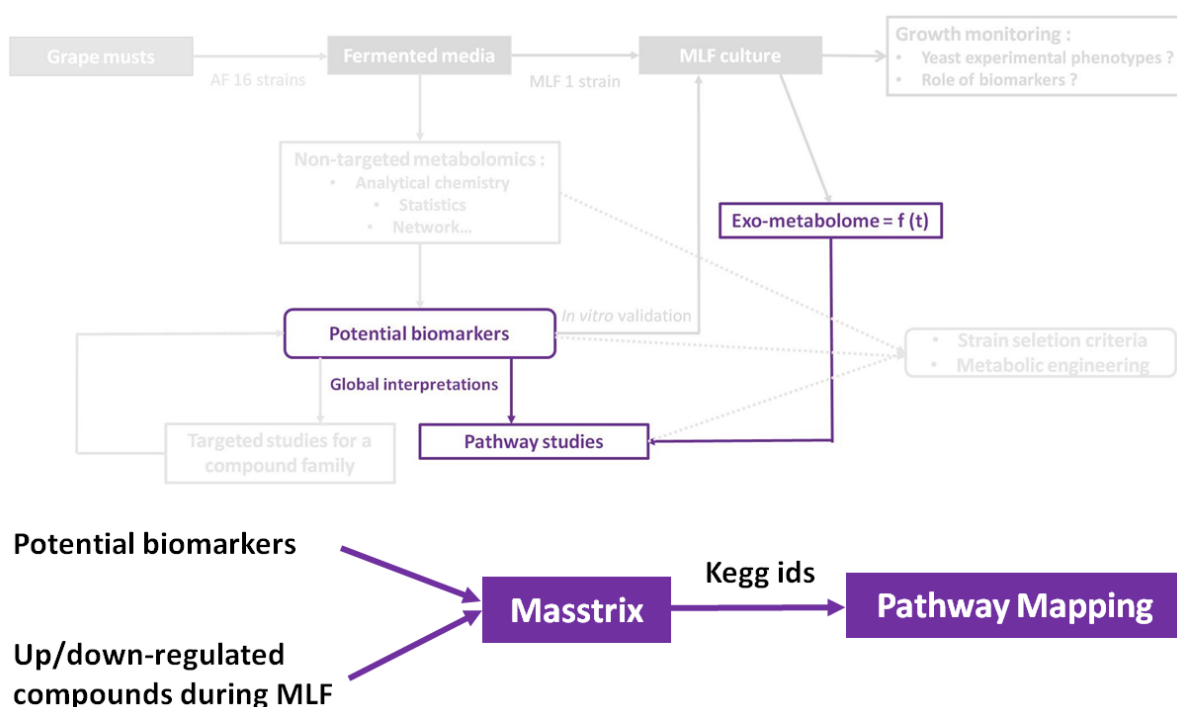 Grape musts
AF 16 strains
Fermented media
MLF 1 strain
MLF culture
Growth monitoring :
• Yeast experimental phenotypes ?
• Role of biomarkers ?
Non-targeted metabolomics :
• Analytical chemistry
• Statistics
• Network…
Exo-metabolome = f (t)
In vitro validation
Potential biomarkers
• Strain seletion criteria
• Metabolic engineering
Global interpretations
Targeted studies for a
compound family
Pathway studies
Potential biomarkers
Up/down-regulated
compounds during MLF
Masstrix
Kegg ids
Pathway Mapping